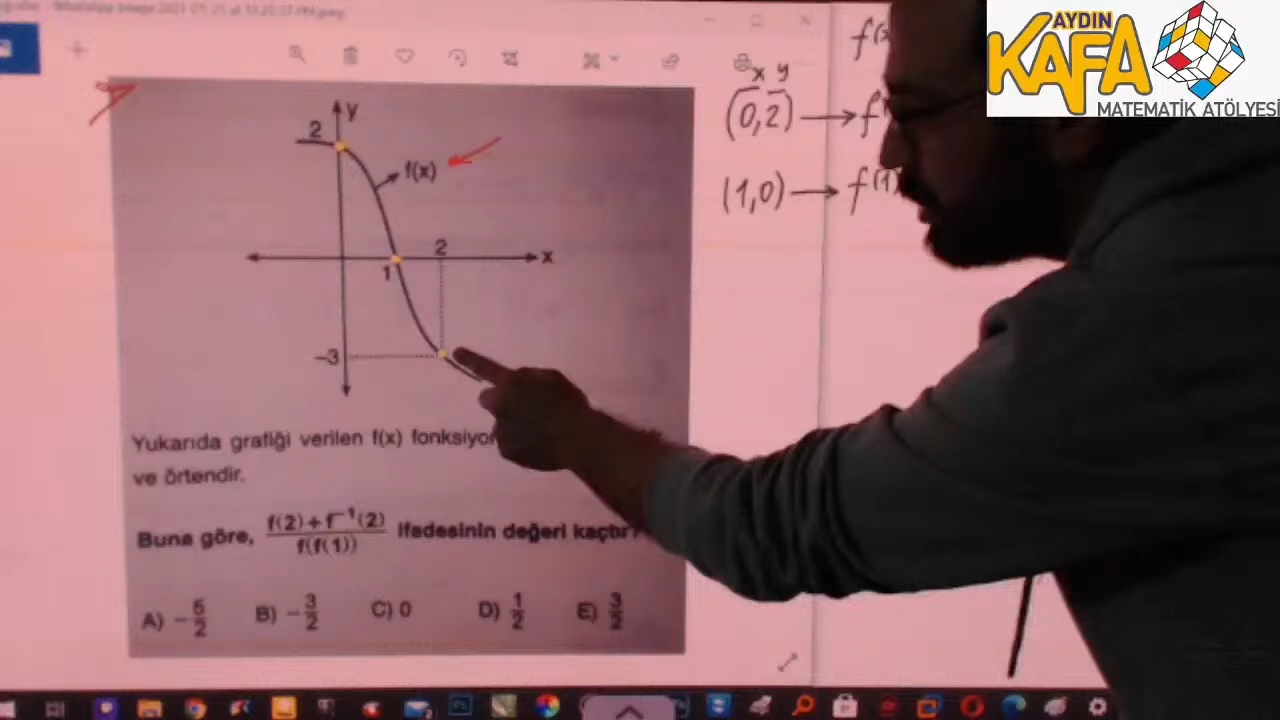 AYDIN
KAFA
MATEMATİK ATÖLYESİ
x y
(0,2) → f
(1,0) → f(1)
y
2
f(x)
2
x
1
-3
Yukarıda grafiği verilen f(x)
ve örtendir.
Buna göre, f(2)+f⁻¹(2) / f(f(1)) ifadesinin değeri kaçtır?
A) -5/2 B) -3/2 C) 0 D) 1/2 E) 3/2